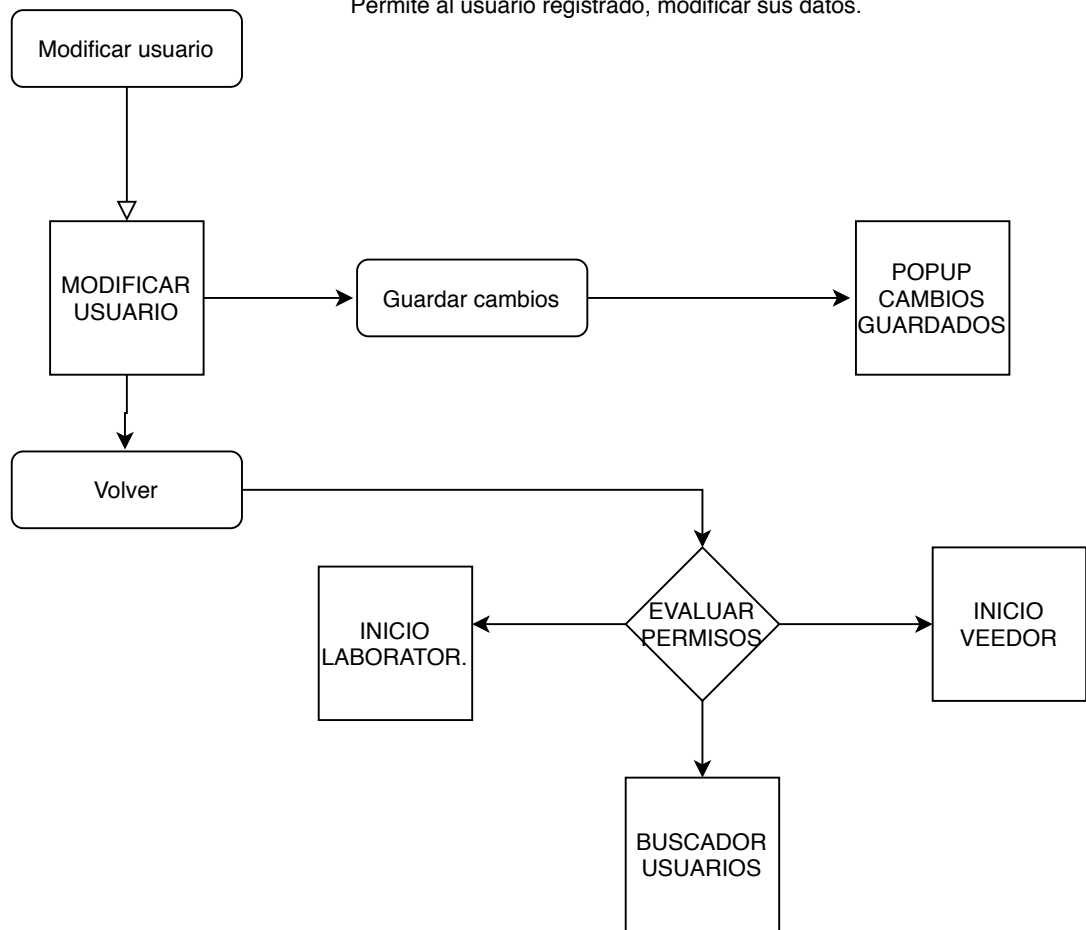 Permite al usuario registrado, modificar sus datos.
Modificar usuario
MODIFICAR
USUARIO
Guardar cambios
POPUP
CAMBIOS
GUARDADOS
Volver
INICIO
LABORATOR.
EVALUAR
PERMISOS
INICIO
VEEDOR
BUSCADOR
USUARIOS